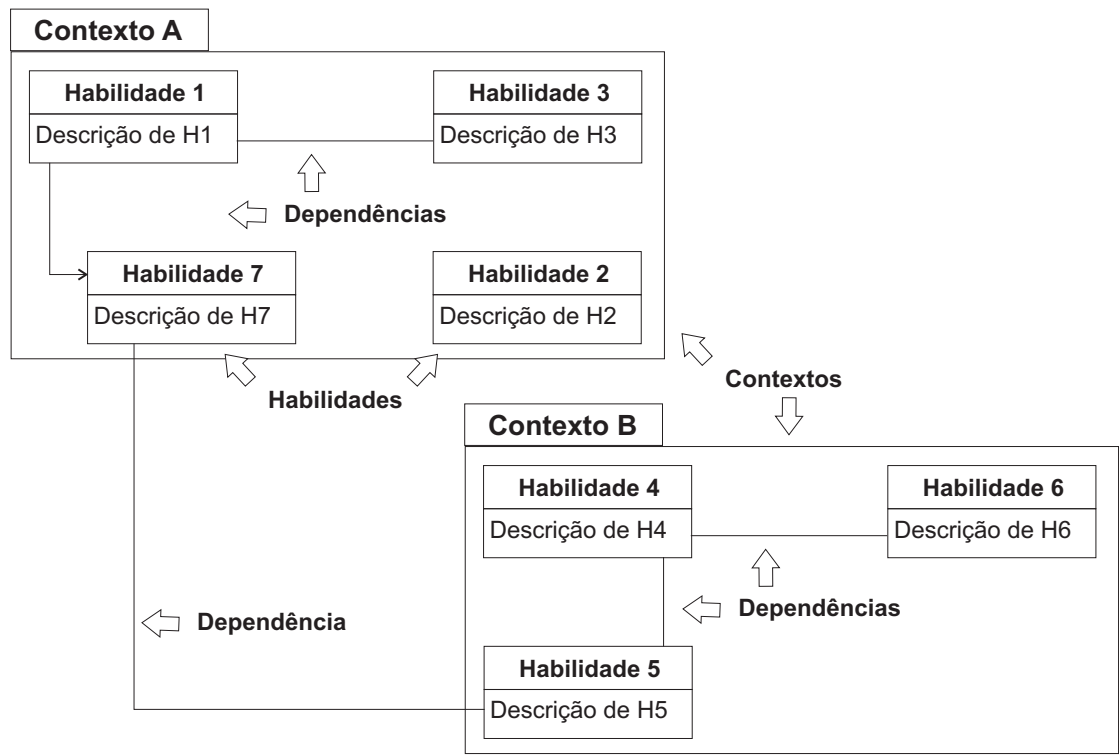 Contexto A
Habilidade 1
Descrição de H1
Habilidade 3
Descrição de H3
Dependências
Habilidade 7
Descrição de H7
Habilidade 2
Descrição de H2
Habilidades
Contextos
Contexto B
Habilidade 4
Descrição de H4
Habilidade 6
Descrição de H6
Dependências
Dependência
Habilidade 5
Descrição de H5